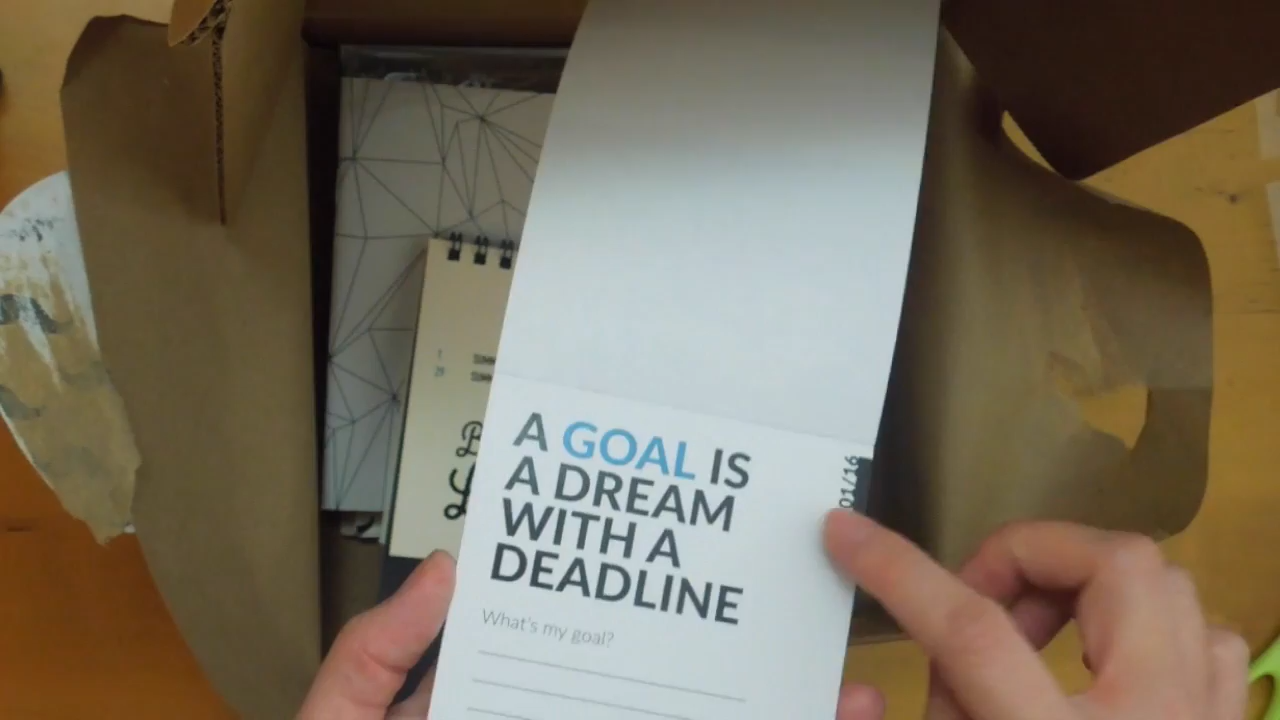 A GOAL IS
A DREAM
WITH A
DEADLINE
What's my goal?
01/16